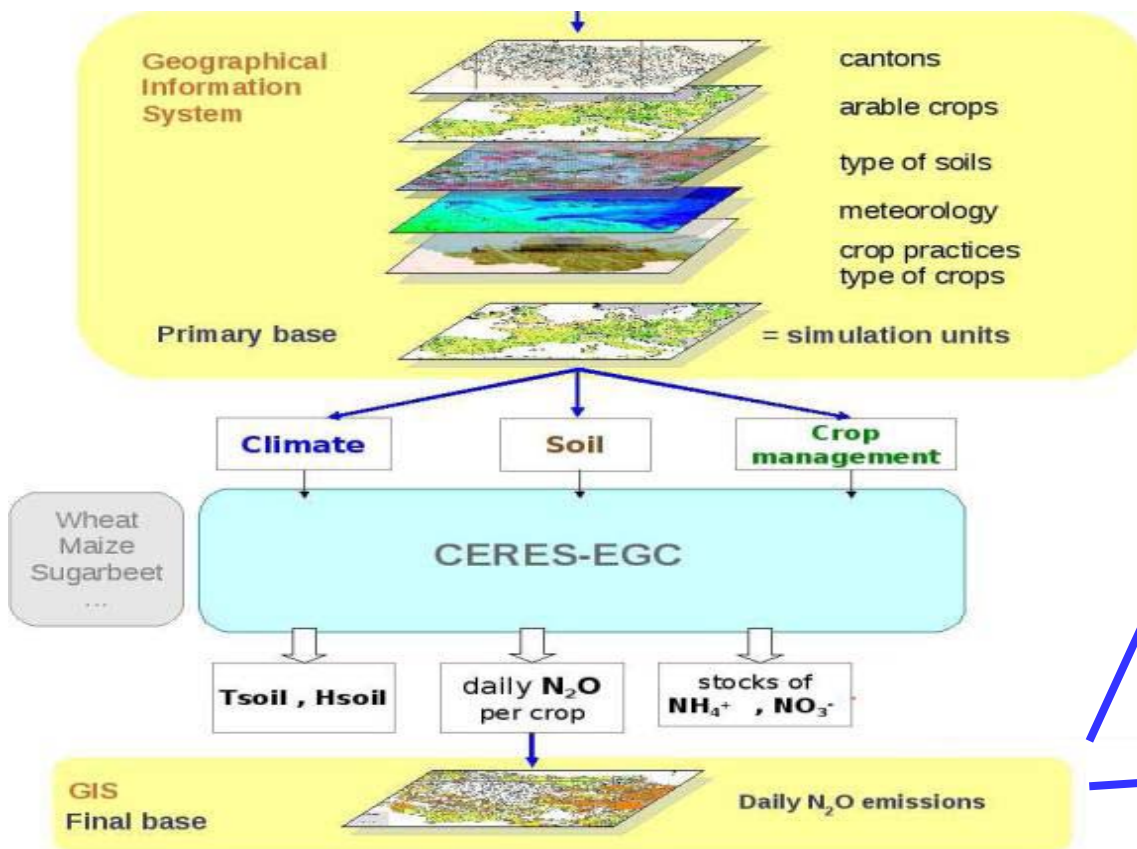 Geographical
Information
System
cantons
arable crops
type of soils
meteorology
crop practices
type of crops
Primary base
= simulation units
Climate
Soil
Crop
management
Wheat
Maize
Sugarbeet
...
CERES-EGC
Tsoil , Hsoil
daily N₂O
per crop
stocks of
NH₄⁺ , NO₃⁻
GIS
Final base
Daily N₂O emissions